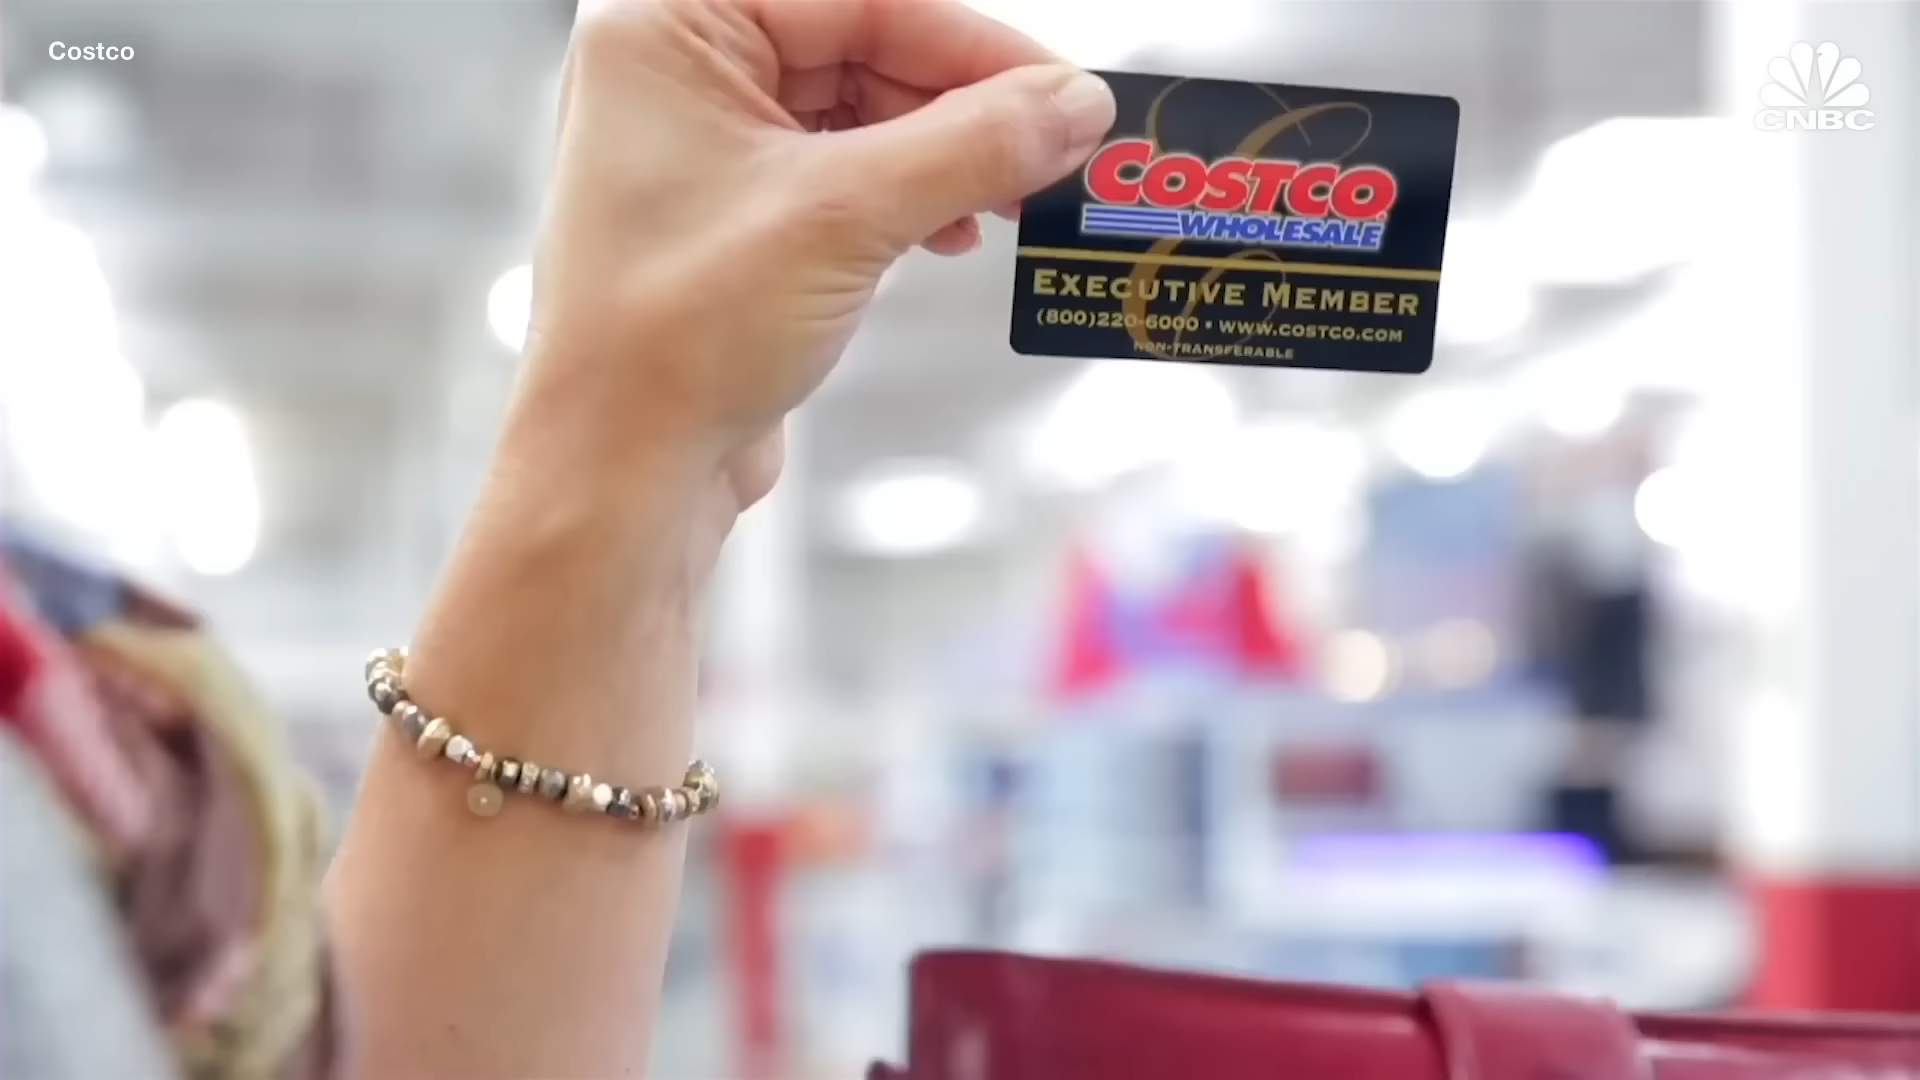 Costco
CNBC
COSTCO
WHOLESALE
EXECUTIVE MEMBER
(800)220-6000 • WWW.COSTCO.COM
NON-TRANSFERABLE